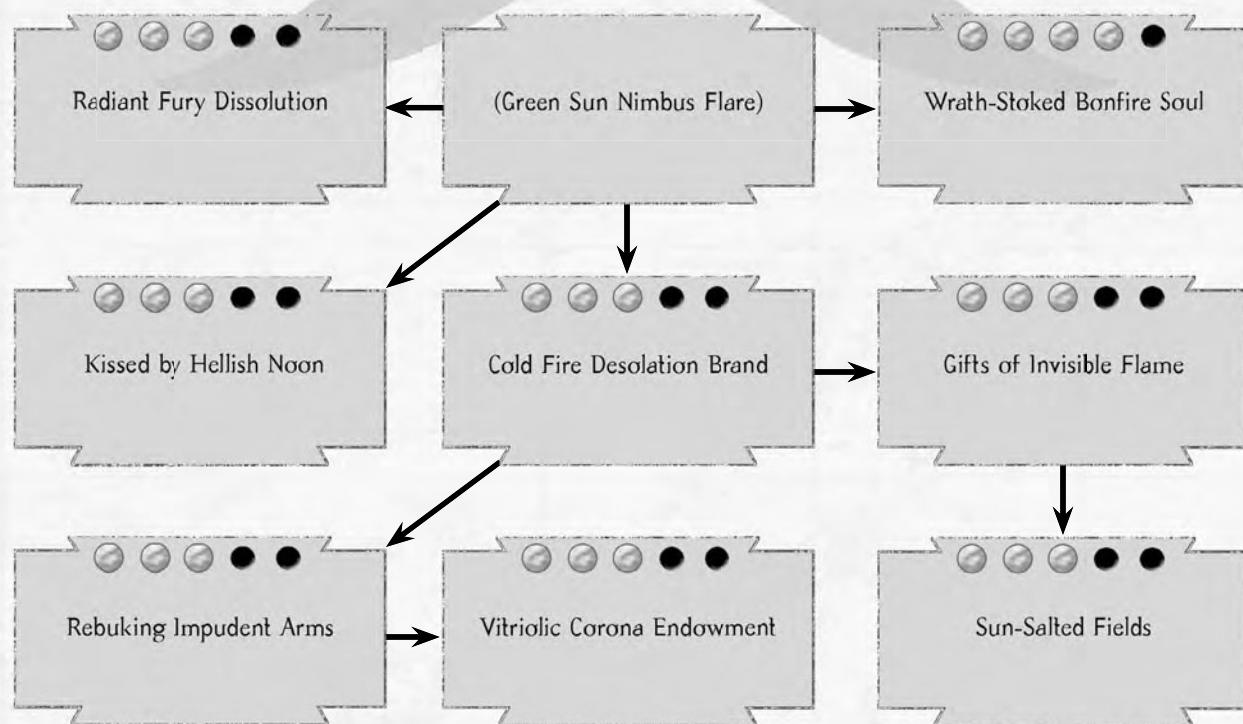 Radiant Fury Dissolution
(Green Sun Nimbus Flare)
Wrath-Stoked Bonfire Soul
Kissed by Hellish Noon
Cold Fire Desolation Brand
Gifts of Invisible Flame
Rebuking Impudent Arms
Vitriolic Corona Endowment
Sun-Salted Fields